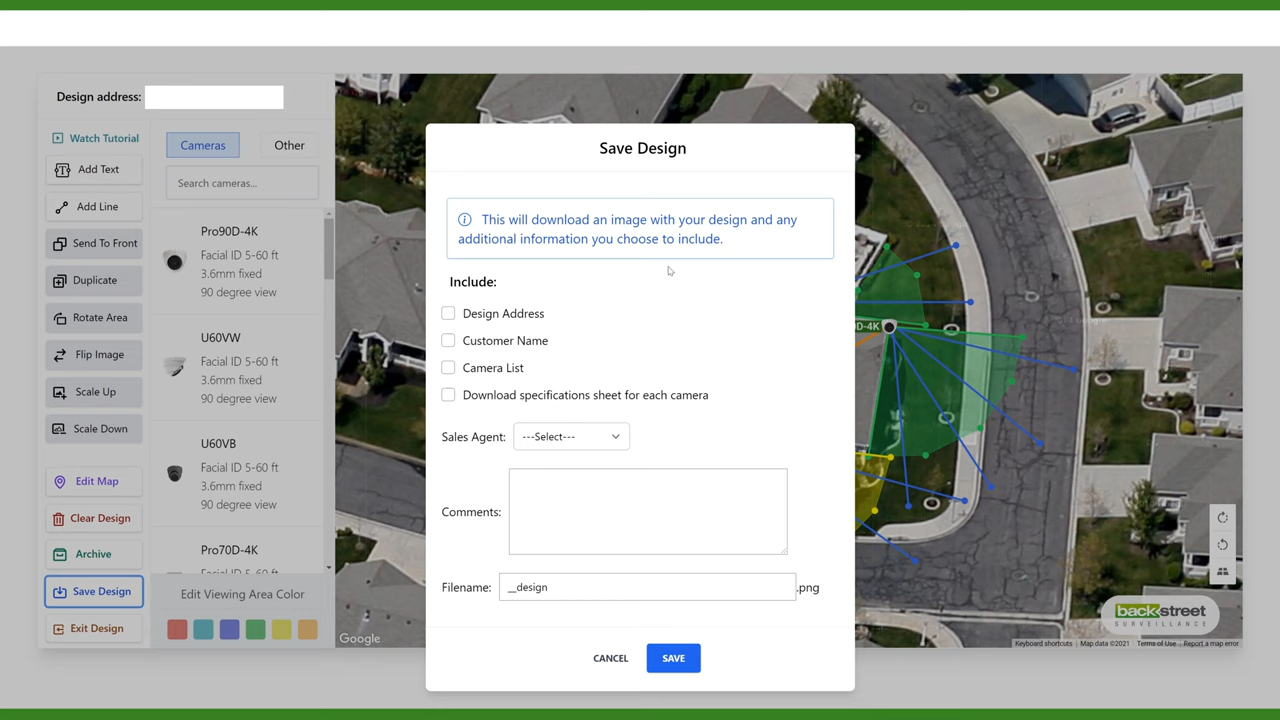 Design address:
Watch Tutorial
Add Text
Add Line
Send To Front
Duplicate
Rotate Area
Flip Image
Scale Up
Scale Down
Edit Map
Clear Design
Archive
Save Design
Exit Design
Cameras
Other
Search cameras...
Pro90D-4K
Facial ID 5-60 ft
3.6mm fixed
90 degree view
U60VW
Facial ID 5-60 ft
3.6mm fixed
90 degree view
U60VB
Facial ID 5-60 ft
3.6mm fixed
90 degree view
Pro70D-4K
Facial ID 5-60 ft
Edit Viewing Area Color
Save Design
This will download an image with your design and any
additional information you choose to include.
Include:
Design Address
Customer Name
Camera List
Download specifications sheet for each camera
Sales Agent:
---Select---
Comments:
Filename:
__design
.png
CANCEL
SAVE
D-4K
Google
backstreet
SURVEILLANCE
Keyboard shortcuts
Map data ©2021
Terms of Use
Report a map error